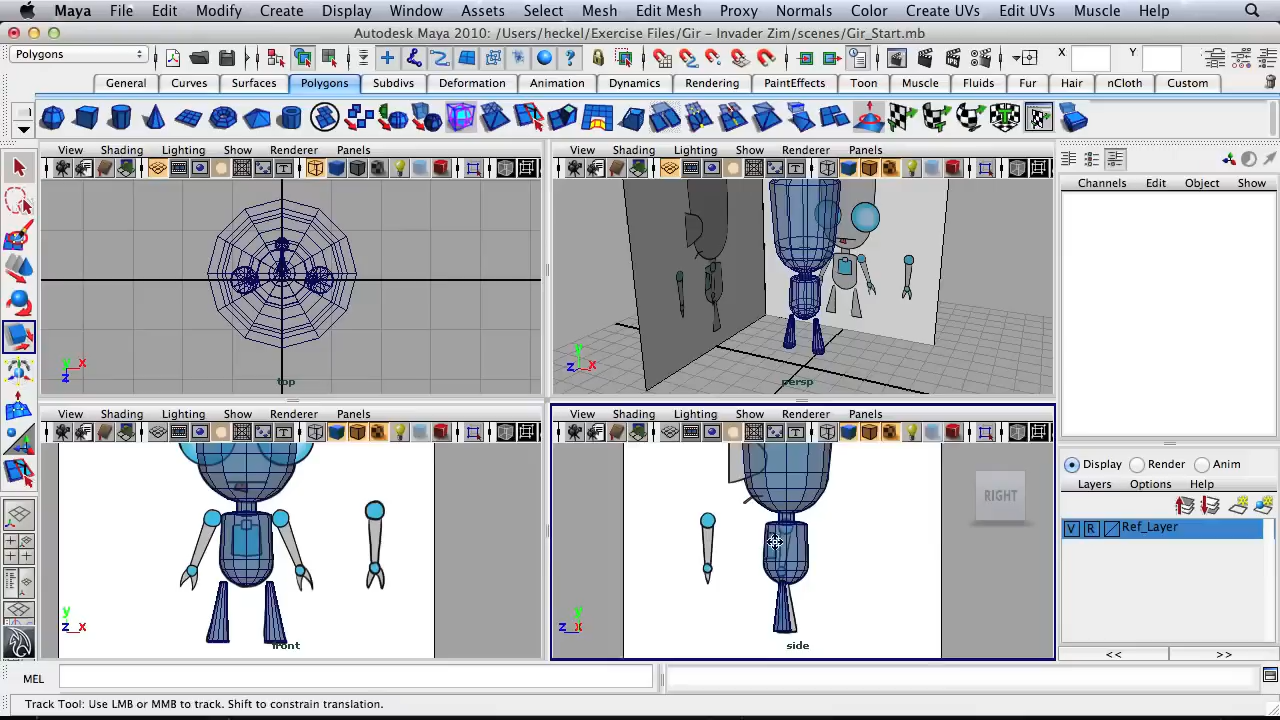 Maya File Edit Modify Create Display Window Assets Select Mesh Edit Mesh Proxy Normals Color Create UVs Edit UVs Muscle Help
Autodesk Maya 2010: /Users/heckel/Exercise Files/Gir - Invader Zim/scenes/Gir_Start.mb
Polygons X Y
General Curves Surfaces Polygons Subdivs Deformation Animation Dynamics Rendering PaintEffects Toon Muscle Fluids Fur Hair nCloth Custom
View Shading Lighting Show Renderer Panels
View Shading Lighting Show Renderer Panels
Channels Edit Object Show
y x
z
top
y
z x
persp
View Shading Lighting Show Renderer Panels
View Shading Lighting Show Renderer Panels
Display Render Anim
Layers Options Help
V R Ref_Layer
RIGHT
y
z x
front
y
z x
side
<< >>
MEL
Track Tool: Use LMB or MMB to track. Shift to constrain translation.